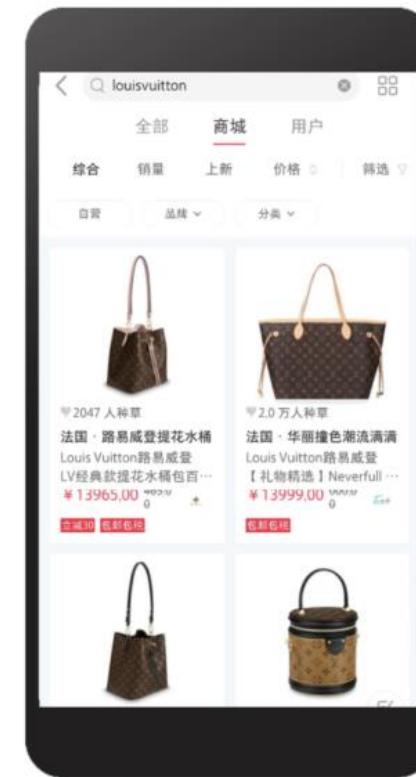 louisvuitton
全部 商城 用户
综合 销量 上新 价格 筛选
自营 品牌 分类
2047 人种草
法国 · 路易威登提花水桶
Louis Vuitton路易威登
LV经典款提花水桶包百…
¥13965.00
立减30 包邮包税
2.0 万人种草
法国 · 华丽撞色潮流满满
Louis Vuitton路易威登
【礼物精选】Neverfull …
¥13999.00
包邮包税